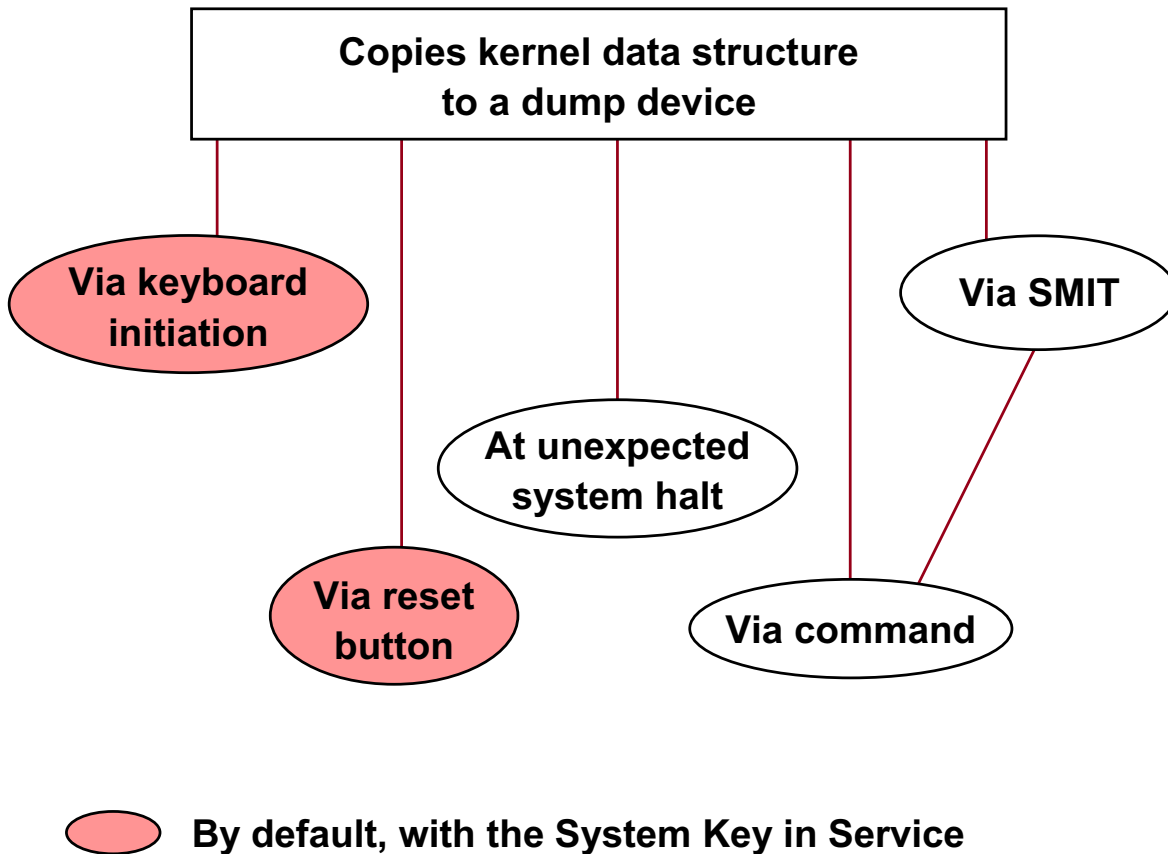 Copies kernel data structure
to a dump device
Via keyboard
initiation
Via SMIT
At unexpected
system halt
Via reset
button
Via command
By default, with the System Key in Service